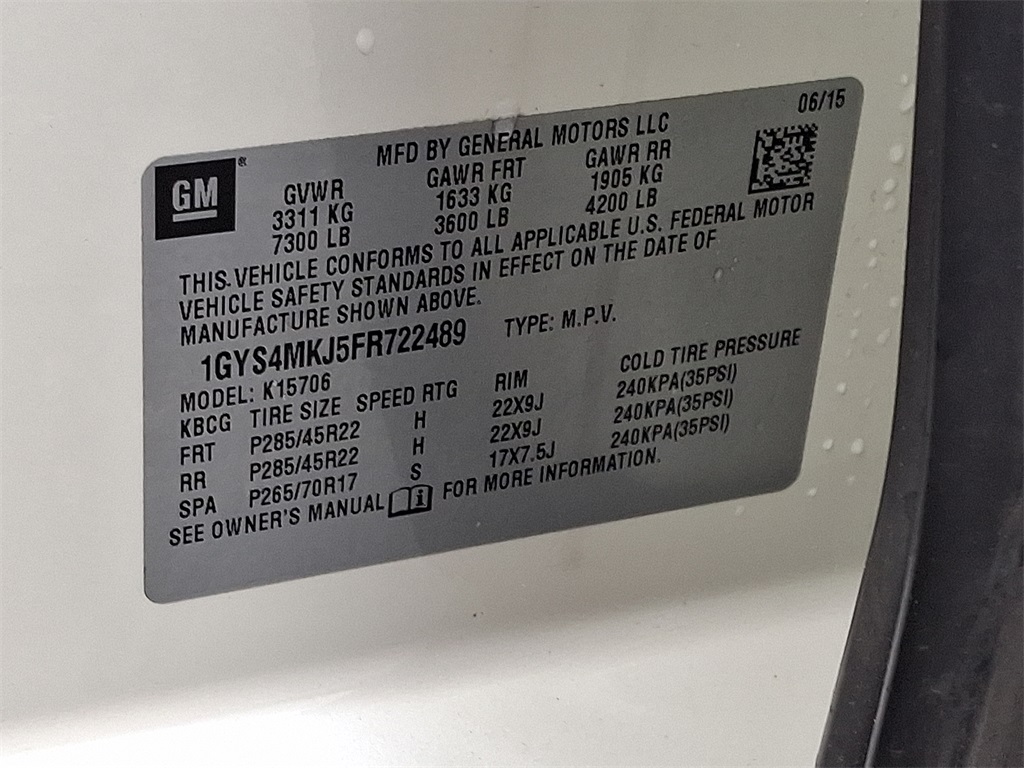 06/15
MFD BY GENERAL MOTORS LLC
GM ®
GVWR GAWR FRT GAWR RR
3311 KG 1633 KG 1905 KG
7300 LB 3600 LB 4200 LB
THIS VEHICLE CONFORMS TO ALL APPLICABLE U.S. FEDERAL MOTOR
VEHICLE SAFETY STANDARDS IN EFFECT ON THE DATE OF
MANUFACTURE SHOWN ABOVE.
1GYS4MKJ5FR722489 TYPE: M.P.V.
MODEL: K15706
KBCG TIRE SIZE SPEED RTG RIM COLD TIRE PRESSURE
FRT P285/45R22 H 22X9J 240KPA(35PSI)
RR P285/45R22 H 22X9J 240KPA(35PSI)
SPA P265/70R17 S 17X7.5J 240KPA(35PSI)
SEE OWNER'S MANUAL i FOR MORE INFORMATION.